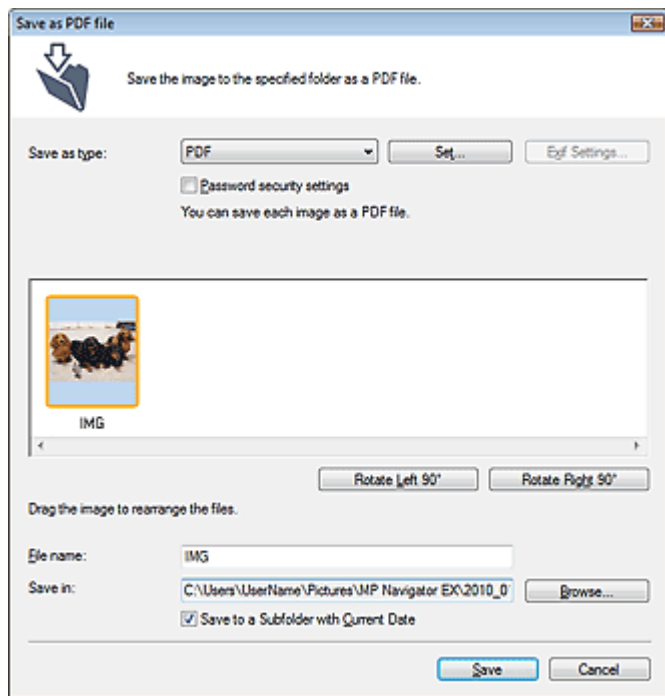 Save as PDF file
Save the image to the specified folder as a PDF file.
Save as type: PDF Set... Exif Settings...
Password security settings
You can save each image as a PDF file.
IMG
Rotate Left 90° Rotate Right 90°
Drag the image to rearrange the files.
File name: IMG
Save in: C:\Users\UserName\Pictures\MP Navigator EX\2010_0 Browse...
Save to a Subfolder with Current Date
Save Cancel